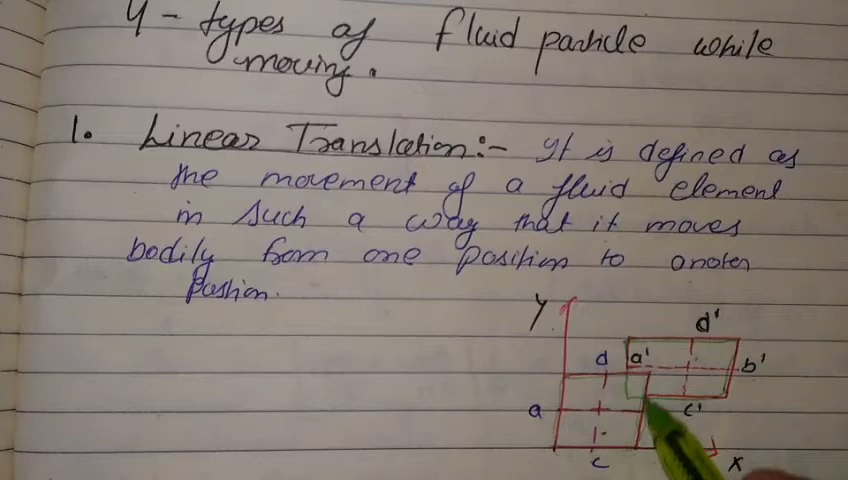 4 - types of fluid particle while
moving.
1. Linear Translation:- It is defined as
the movement of a fluid element
in such a way that it moves
bodily from one position to anoter
Pastion.
Y
d'
d a' b'
a c'
c x